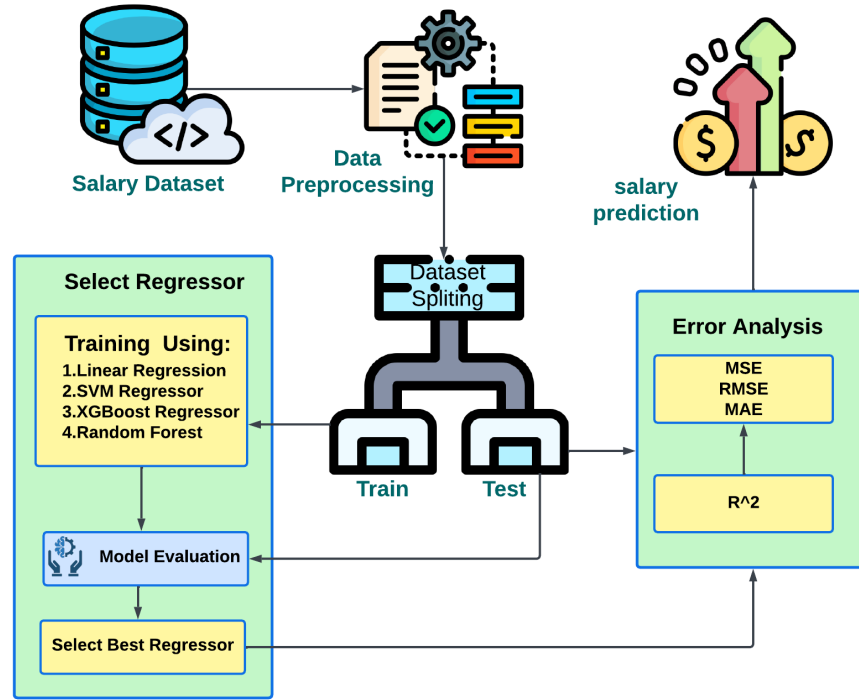 </>
Salary Dataset
Data
Preprocessing
$
$
salary
prediction
Dataset
Spliting
Train
Test
Select Regressor
Training Using:
1.Linear Regression
2.SVM Regressor
3.XGBoost Regressor
4.Random Forest
Model Evaluation
Select Best Regressor
Error Analysis
MSE
RMSE
MAE
R^2